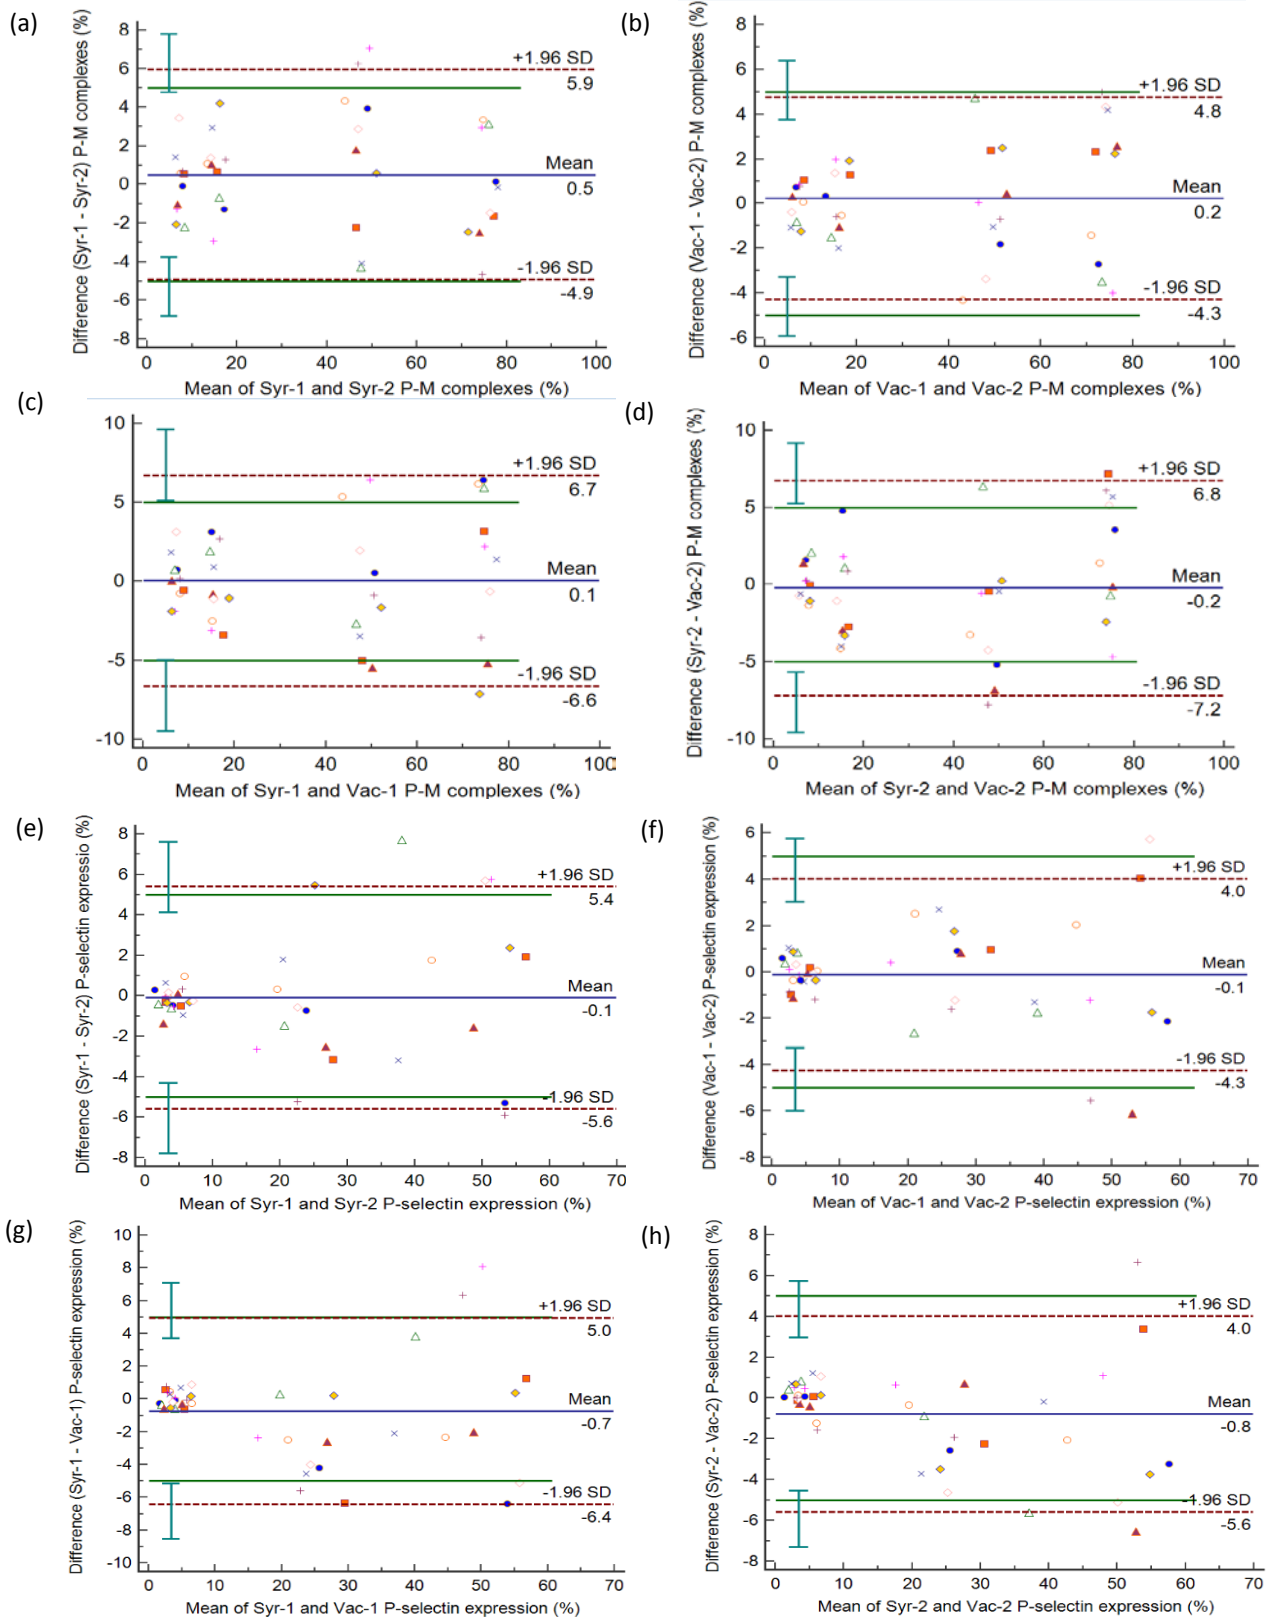 (a)
Difference (Syr-1 - Syr-2) P-M complexes (%)
8
6
4
2
0
-2
-4
-6
-8
+1.96 SD
5.9
Mean
0.5
-1.96 SD
-4.9
0 20 40 60 80 100
Mean of Syr-1 and Syr-2 P-M complexes (%)
(b)
Difference (Vac-1 - Vac-2) P-M complexes (%)
8
6
4
2
0
-2
-4
-6
+1.96 SD
4.8
Mean
0.2
-1.96 SD
-4.3
0 20 40 60 80 100
Mean of Vac-1 and Vac-2 P-M complexes (%)
(c)
Difference (Syr-1 - Vac-1) P-M complexes (%)
10
5
0
-5
-10
+1.96 SD
6.7
Mean
0.1
-1.96 SD
-6.6
0 20 40 60 80 100
Mean of Syr-1 and Vac-1 P-M complexes (%)
(d)
Difference (Syr-2 - Vac-2) P-M complexes (%)
10
5
0
-5
-10
+1.96 SD
6.8
Mean
-0.2
-1.96 SD
-7.2
0 20 40 60 80 100
Mean of Syr-2 and Vac-2 P-M complexes (%)
(e)
Difference (Syr-1 - Syr-2) P-selectin expressio (%)
8
6
4
2
0
-2
-4
-6
-8
+1.96 SD
5.4
Mean
-0.1
-1.96 SD
-5.6
0 10 20 30 40 50 60 70
Mean of Syr-1 and Syr-2 P-selectin expression (%)
(f)
Difference (Vac-1 - Vac-2) P-selectin expression (%)
6
4
2
0
-2
-4
-6
-8
+1.96 SD
4.0
Mean
-0.1
-1.96 SD
-4.3
0 10 20 30 40 50 60 70
Mean of Vac-1 and Vac-2 P-selectin expression (%)
(g)
Difference (Syr-1 - Vac-1) P-selectin expression (%)
10
8
6
4
2
0
-2
-4
-6
-8
-10
+1.96 SD
5.0
Mean
-0.7
-1.96 SD
-6.4
0 10 20 30 40 50 60 70
Mean of Syr-1 and Vac-1 P-selectin expression (%)
(h)
Difference (Syr-2 - Vac-2) P-selectin expression (%)
8
6
4
2
0
-2
-4
-6
-8
+1.96 SD
4.0
Mean
-0.8
-1.96 SD
-5.6
0 10 20 30 40 50 60 70
Mean of Syr-2 and Vac-2 P-selectin expression (%)